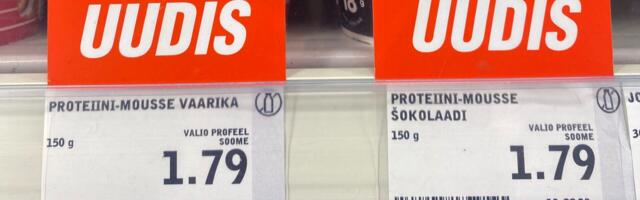 UUDIS
PROTEIINI-MOUSSE VAARIKA
150 g
VALIO PROFEEL
SOOME
1.79
18 g
UUDIS
PROTEIINI-MOUSSE
ŠOKOLAADI
150 g
VALIO PROFEEL
SOOME
1.79